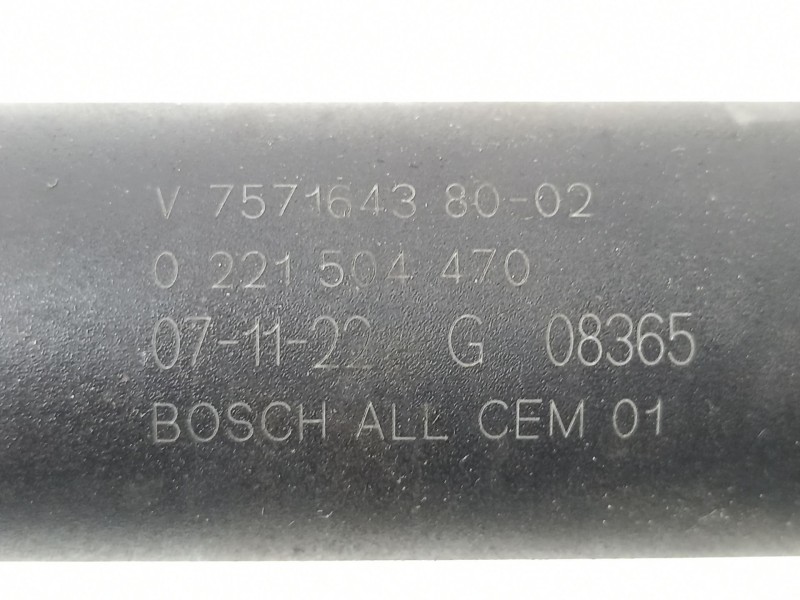 V 7571643 80-02
0 221 504 470
07-11-22 G 08365
BOSCH ALL CEM 01